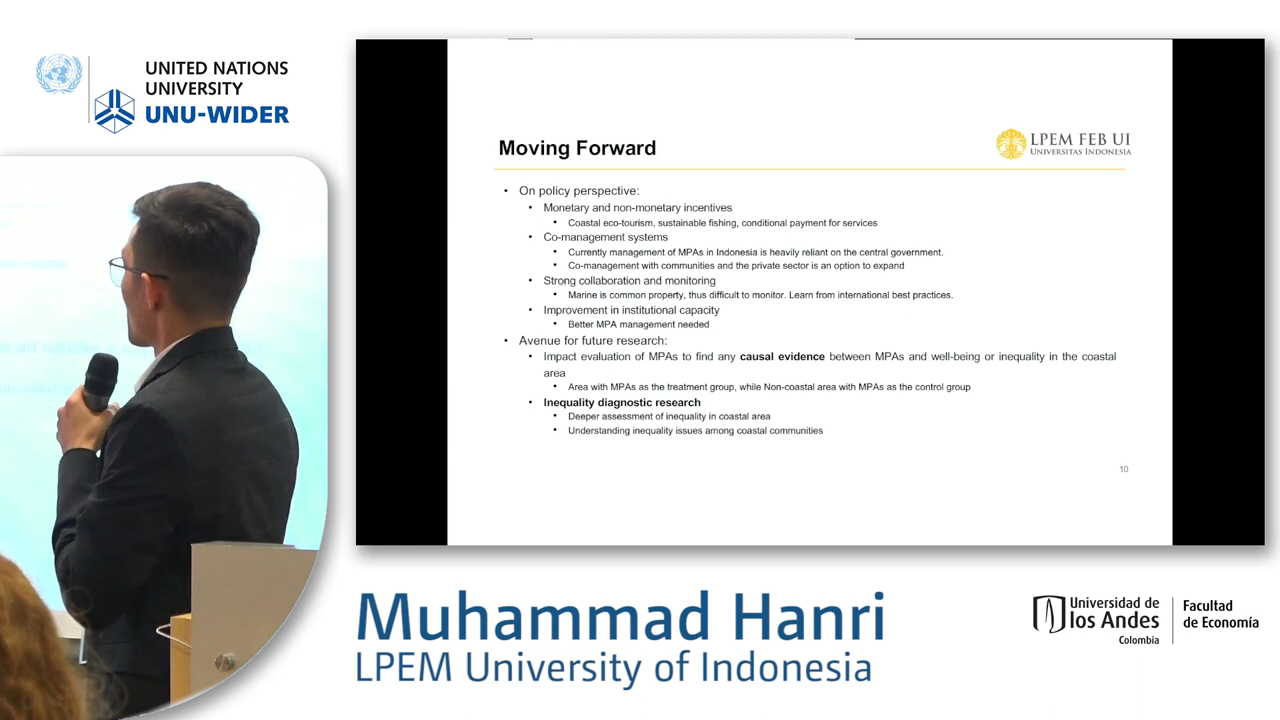 UNITED NATIONS
UNIVERSITY
UNU-WIDER
Moving Forward
LPEM FEB UI
UNIVERSITAS INDONESIA
• On policy perspective:
• Monetary and non-monetary incentives
• Coastal eco-tourism, sustainable fishing, conditional payment for services
• Co-management systems
• Currently management of MPAs in Indonesia is heavily reliant on the central government.
• Co-management with communities and the private sector is an option to expand
• Strong collaboration and monitoring
• Marine is common property, thus difficult to monitor. Learn from international best practices.
• Improvement in institutional capacity
• Better MPA management needed
• Avenue for future research:
• Impact evaluation of MPAs to find any causal evidence between MPAs and well-being or inequality in the coastal
area
• Area with MPAs as the treatment group, while Non-coastal area with MPAs as the control group
• Inequality diagnostic research
• Deeper assessment of inequality in coastal area
• Understanding inequality issues among coastal communities
10
Muhammad Hanri
LPEM University of Indonesia
Universidad de
los Andes
Colombia
Facultad
de Economía